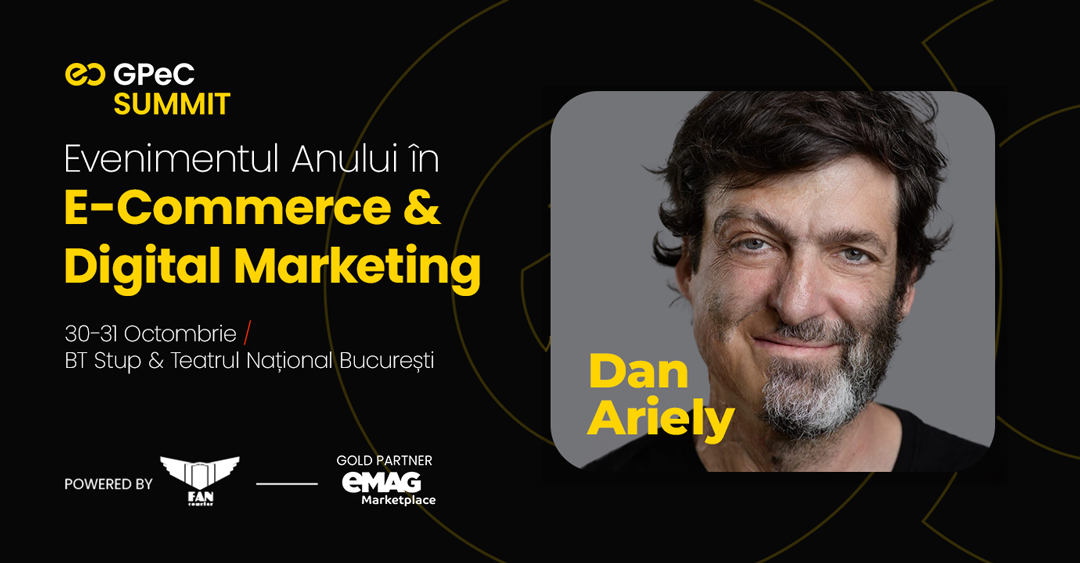 GPeC
SUMMIT
Evenimentul Anului în
E-Commerce &
Digital Marketing
30-31 Octombrie /
BT Stup & Teatrul Național București
POWERED BY
FAN
courier
GOLD PARTNER
eMAG
Marketplace
Dan
Ariely